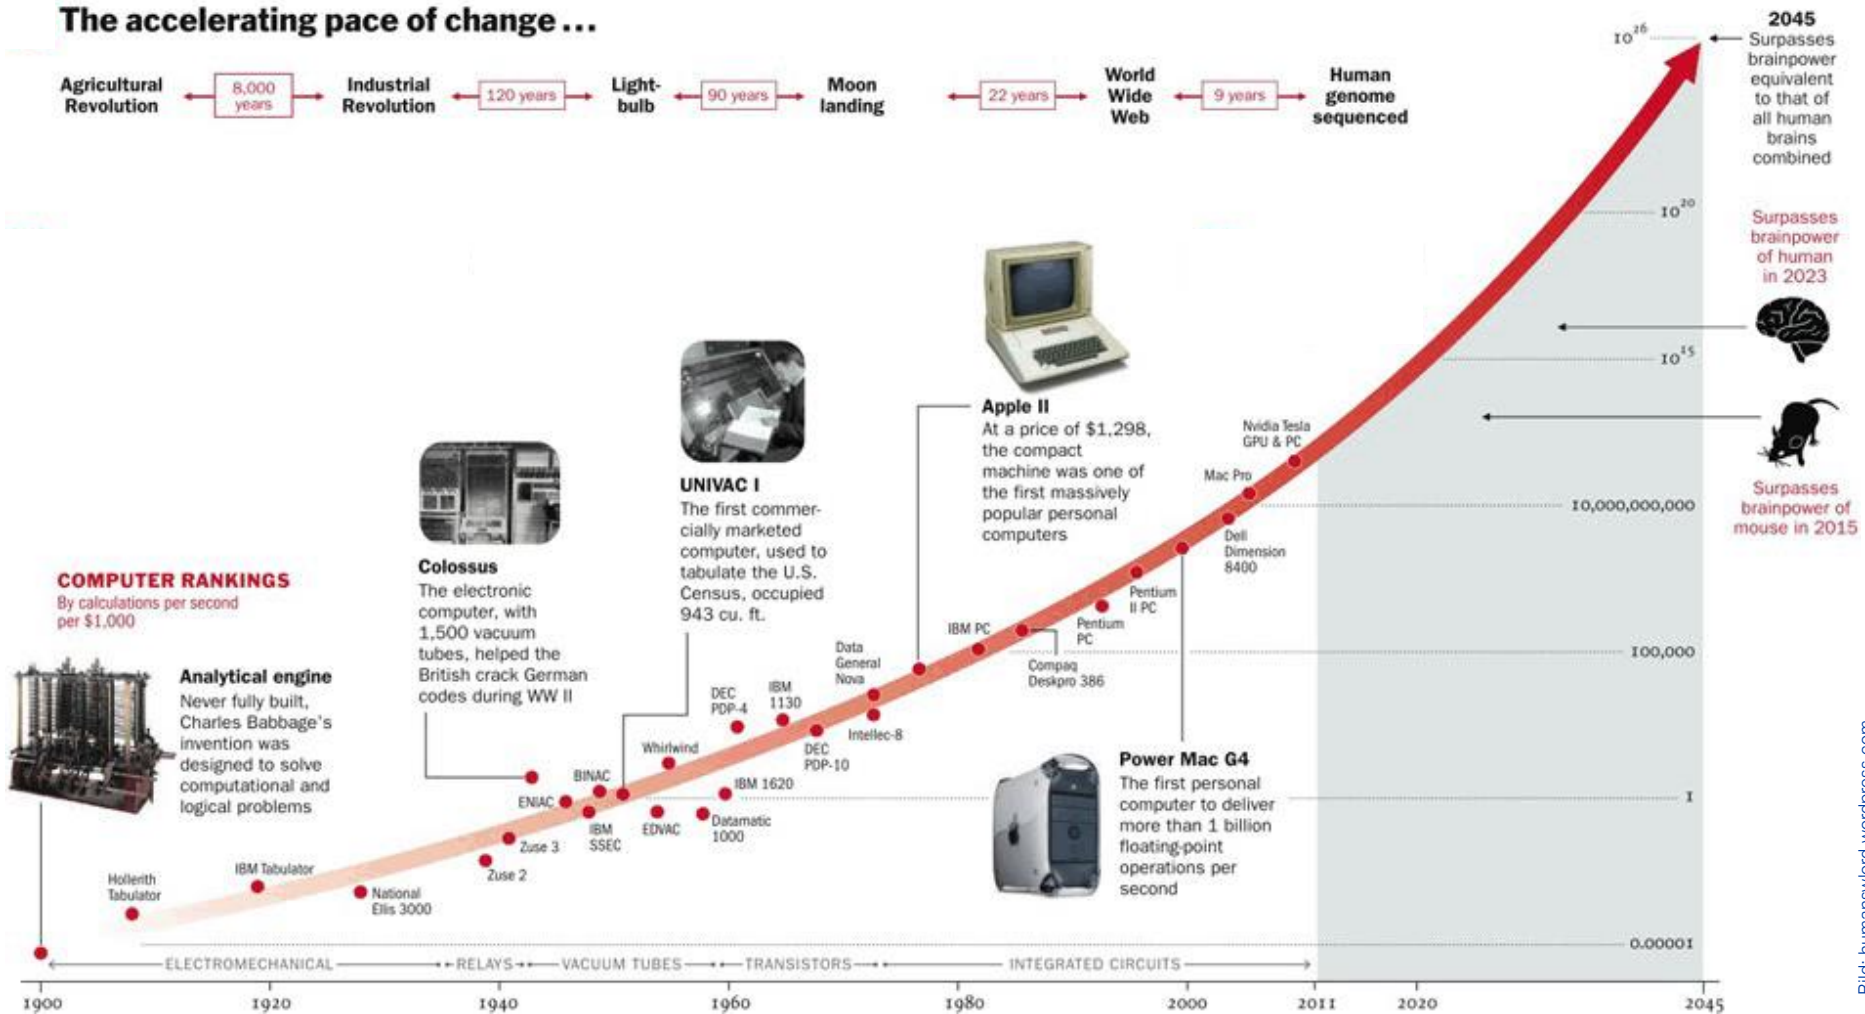 The accelerating pace of change ...
Agricultural
Revolution
8,000
years
Industrial
Revolution
120 years
Light-
bulb
90 years
Moon
landing
22 years
World
Wide
Web
9 years
Human
genome
sequenced
2045
Surpasses
brainpower
equivalent
to that of
all human
brains
combined
10²⁶
10²⁰
Surpasses
brainpower
of human
in 2023
10¹⁵
Surpasses
brainpower of
mouse in 2015
10,000,000,000
100,000
1
0.00001
Apple II
At a price of $1,298,
the compact
machine was one of
the first massively
popular personal
computers
UNIVAC I
The first commer-
cially marketed
computer, used to
tabulate the U.S.
Census, occupied
943 cu. ft.
Colossus
The electronic
computer, with
1,500 vacuum
tubes, helped the
British crack German
codes during WW II
COMPUTER RANKINGS
By calculations per second
per $1,000
Analytical engine
Never fully built,
Charles Babbage's
invention was
designed to solve
computational and
logical problems
Power Mac G4
The first personal
computer to deliver
more than 1 billion
floating-point
operations per
second
Hollerith
Tabulator
IBM Tabulator
National
Ellis 3000
Zuse 2
Zuse 3
ENIAC
BINAC
IBM
SSEC
Whirlwind
EDVAC
Datamatic
1000
IBM 1620
DEC
PDP-4
IBM
1130
DEC
PDP-10
Data
General
Nova
Intellec-8
IBM PC
Compaq
Deskpro 386
Pentium
PC
Pentium
II PC
Dell
Dimension
8400
Mac Pro
Nvidia Tesla
GPU & PC
ELECTROMECHANICAL
RELAYS
VACUUM TUBES
TRANSISTORS
INTEGRATED CIRCUITS
1900
1920
1940
1960
1980
2000
2011
2020
2045
Bild: humanswlord.wordpress.com